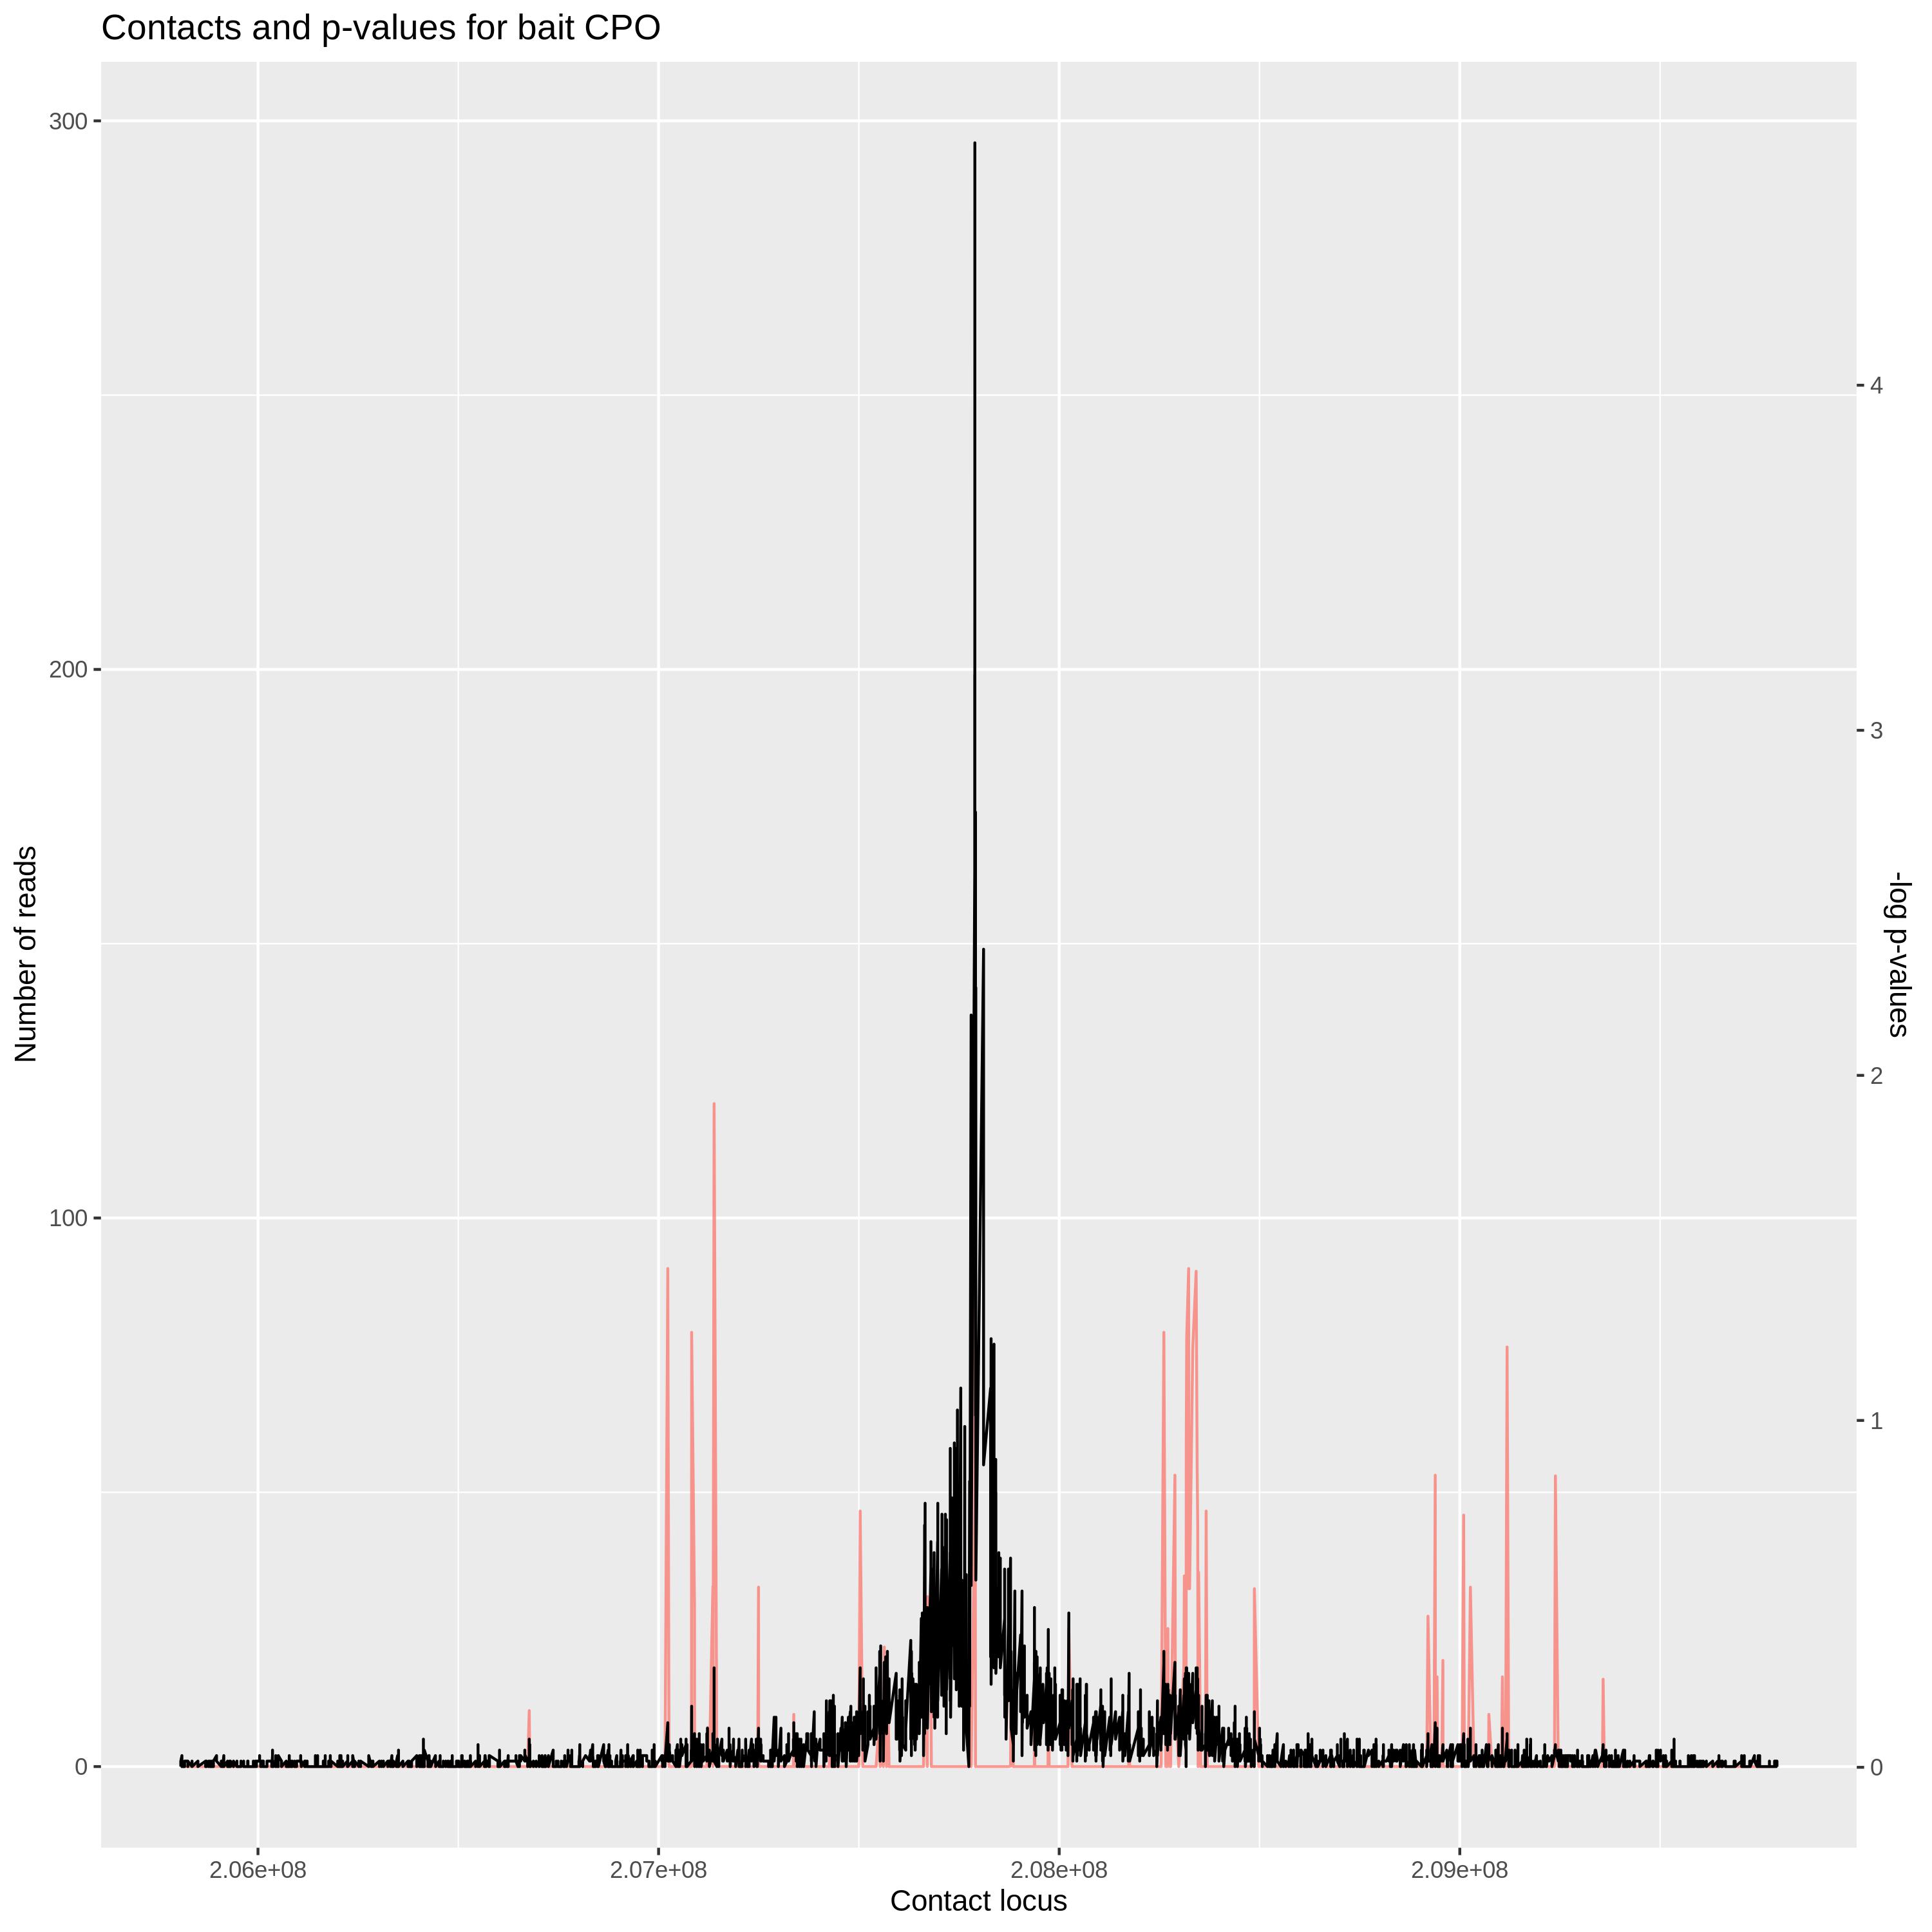 Contacts and p-values for bait CPO
300
200
100
0
Number of reads
4
3
2
1
0
-log p-values
2.06e+08
2.07e+08
2.08e+08
2.09e+08
Contact locus